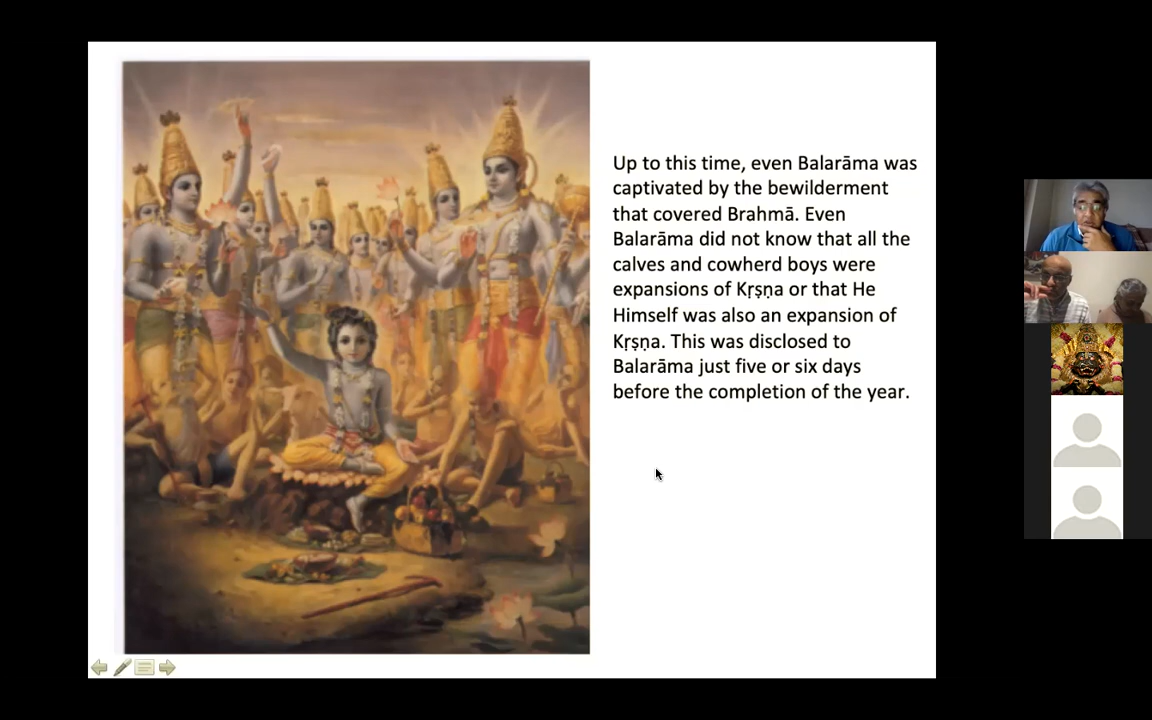 Up to this time, even Balarāma was
captivated by the bewilderment
that covered Brahmā. Even
Balarāma did not know that all the
calves and cowherd boys were
expansions of Kṛṣṇa or that He
Himself was also an expansion of
Kṛṣṇa. This was disclosed to
Balarāma just five or six days
before the completion of the year.